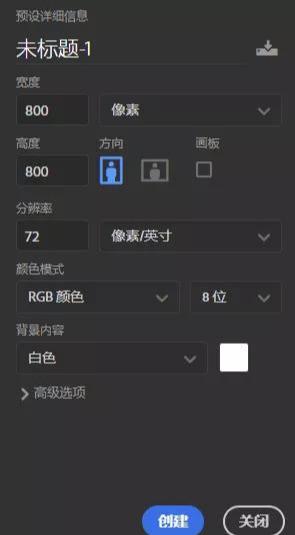 预设详细信息
未标题-1
宽度
800 像素
高度 方向 画板
800
分辨率
72 像素/英寸
颜色模式
RGB 颜色 8 位
背景内容
白色
高级选项
创建 关闭